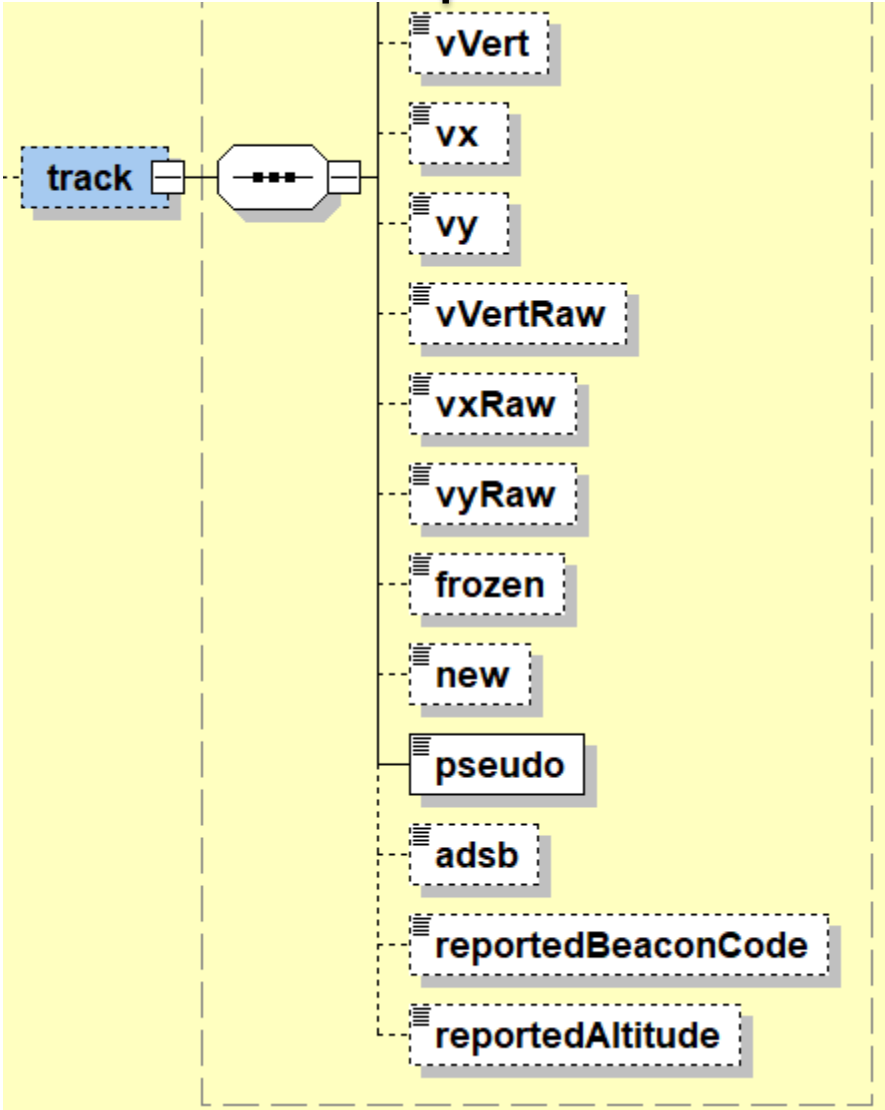 vVert
vx
track
vy
vVertRaw
vxRaw
vyRaw
frozen
new
pseudo
adsb
reportedBeaconCode
reportedAltitude